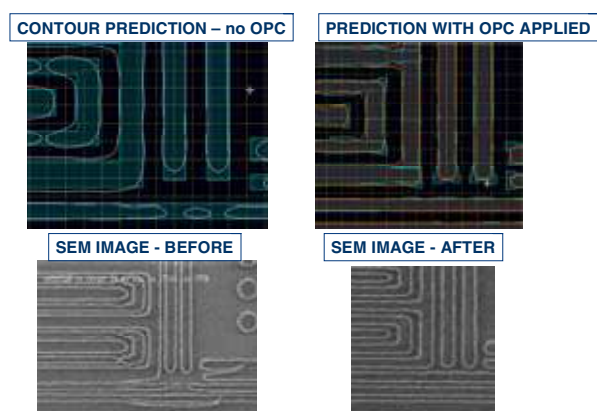 CONTOUR PREDICTION – no OPC
PREDICTION WITH OPC APPLIED
SEM IMAGE - BEFORE
SEM IMAGE - AFTER